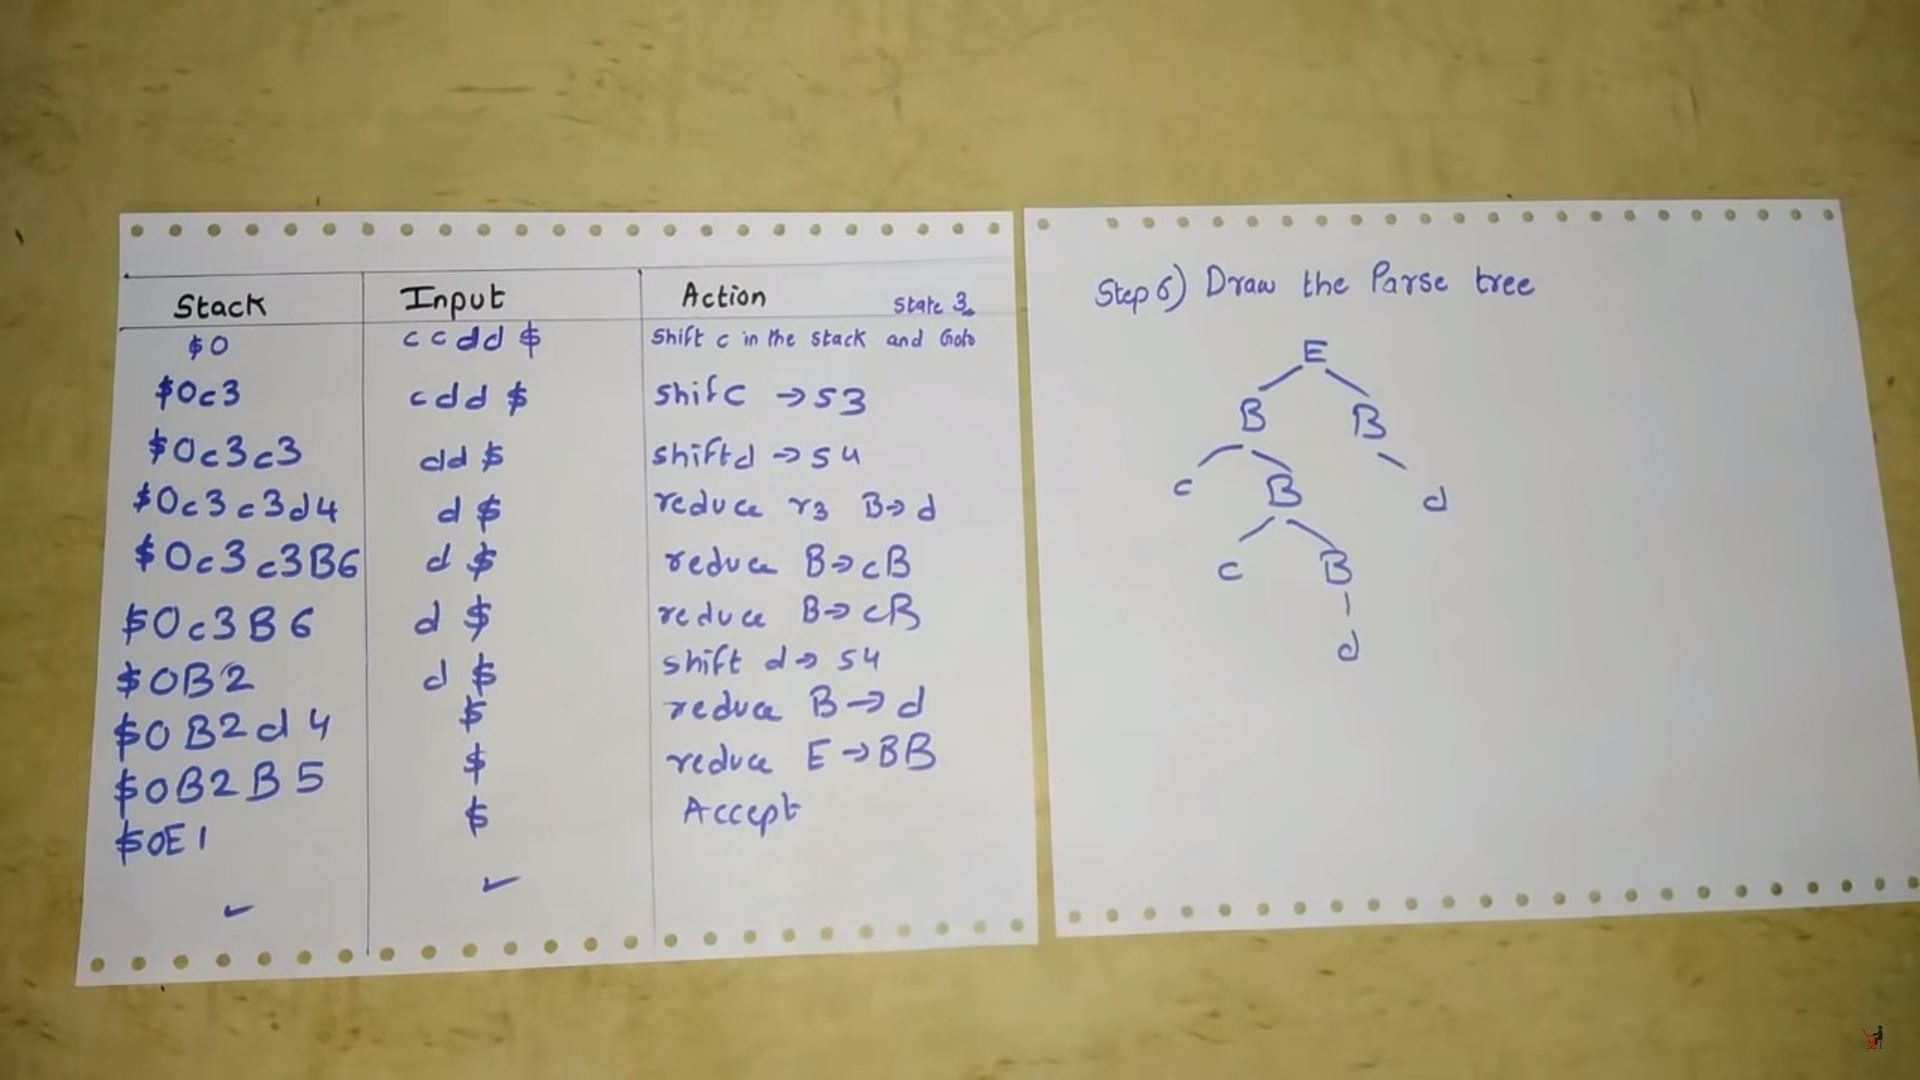 Stack Input Action State 3
$0 ccdd$ Shift c in the stack and Goto
$0c3 cdd$ shifc → S3
$0c3c3 dd$ shift d → S4
$0c3c3d4 d$ reduce r3 B→d
$0c3c3B6 d$ reduce B→cB
$0c3B6 d$ reduce B→cB
$0B2 d$ shift d→ S4
$0B2d4 $ reduce B→d
$0B2B5 $ reduce E→BB
$0E1 $ Accept
Step 6) Draw the Parse tree
E
B B
c B d
c B
d